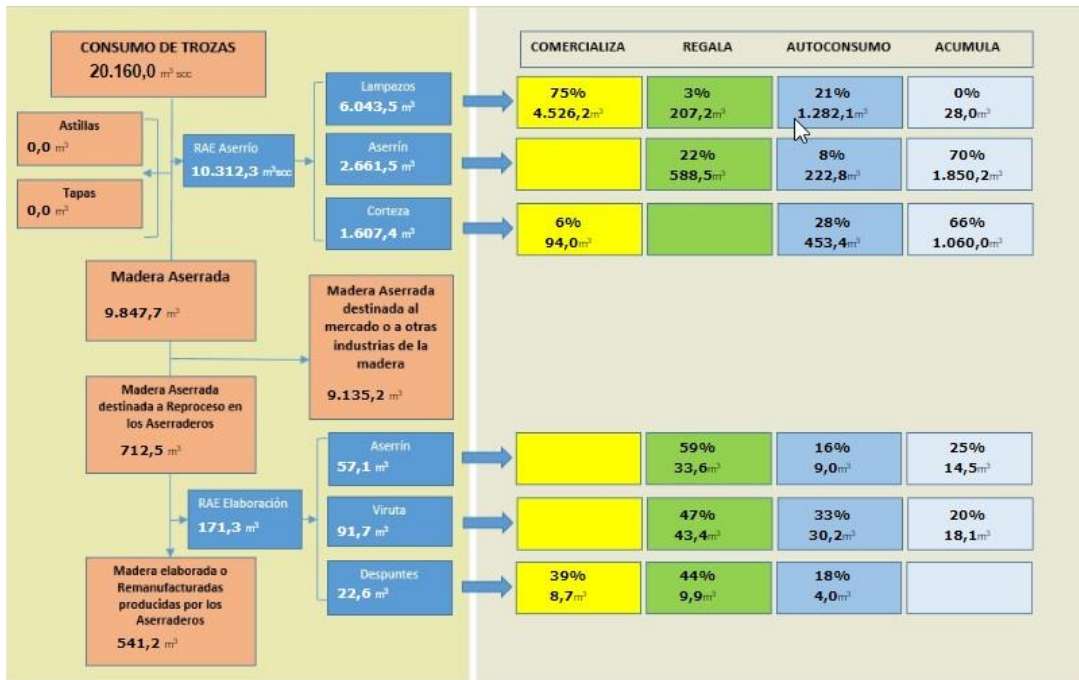 CONSUMO DE TROZAS
20.160,0 m³ scc
Astillas
0,0 m³
Tapas
0,0 m³
RAE Aserrío
10.312,3 m³scc
Lampazos
6.043,5 m³
Aserrín
2.661,5 m³
Corteza
1.607,4 m³
Madera Aserrada
9.847,7 m³
Madera Aserrada
destinada al
mercado o a otras
industrias de la
madera
9.135,2 m³
Madera Aserrada
destinada a Reproceso en
los Aserraderos
712,5 m³
RAE Elaboración
171,3 m³
Aserrín
57,1 m³
Viruta
91,7 m³
Despuntes
22,6 m³
Madera elaborada o
Remanufacturadas
producidas por los
Aserraderos
541,2 m³
COMERCIALIZA REGALA AUTOCONSUMO ACUMULA
75% 3% 21% 0%
4.526,2m³ 207,2m³ 1.282,1m³ 28,0m³
22% 8% 70%
588,5m³ 222,8m³ 1.850,2m³
6% 28% 66%
94,0m³ 453,4m³ 1.060,0m³
59% 16% 25%
33,6m³ 9,0m³ 14,5m³
47% 33% 20%
43,4m³ 30,2m³ 18,1m³
39% 44% 18%
8,7m³ 9,9m³ 4,0m³